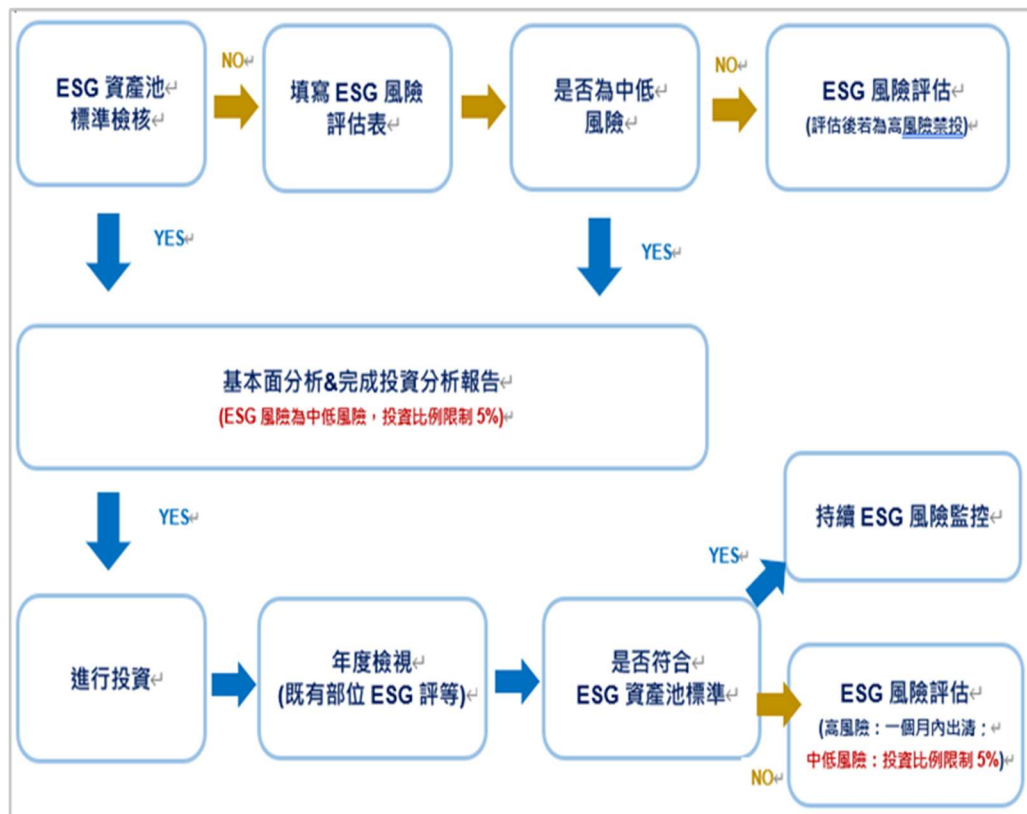 ESG 資產池
標準檢核
NO
填寫 ESG 風險
評估表
是否為中低
風險
NO
ESG 風險評估
(評估後若為高風險禁投)
YES
YES
基本面分析&完成投資分析報告
(ESG 風險為中低風險，投資比例限制 5%)
YES
進行投資
年度檢視
(既有部位 ESG 評等)
是否符合
ESG 資產池標準
YES
持續 ESG 風險監控
NO
ESG 風險評估
(高風險：一個月內出清；
中低風險：投資比例限制 5%)